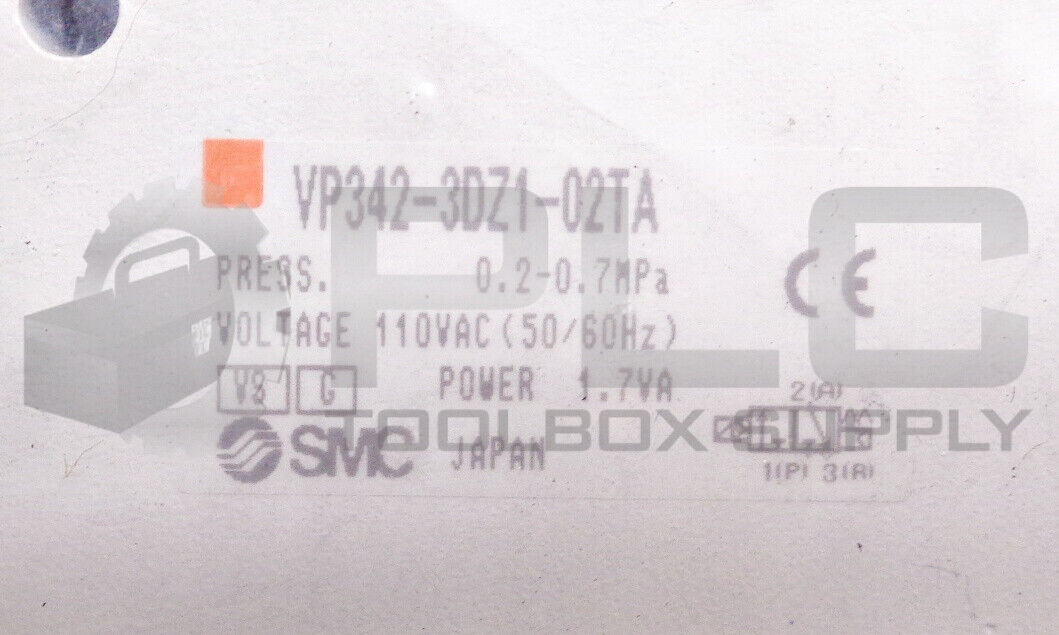 VP342-3DZ1-02TA
PRESS. 0.2-0.7MPa
VOLTAGE 110VAC (50/60Hz)
V8 G POWER 1.7VA
SMC JAPAN
CE
2(A)
1(P) 3(R)
PLC
TOOLBOX SUPPLY